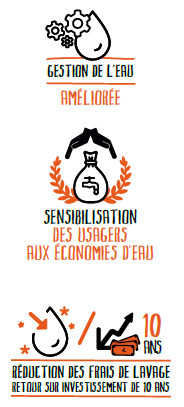 GESTION DE L'EAU
AMÉLIORÉE
SENSIBILISATION
DES USAGERS
AUX ÉCONOMIES D'EAU
10
ANS
RÉDUCTION DES FRAIS DE LAVAGE
RETOUR SUR INVESTISSEMENT DE 10 ANS